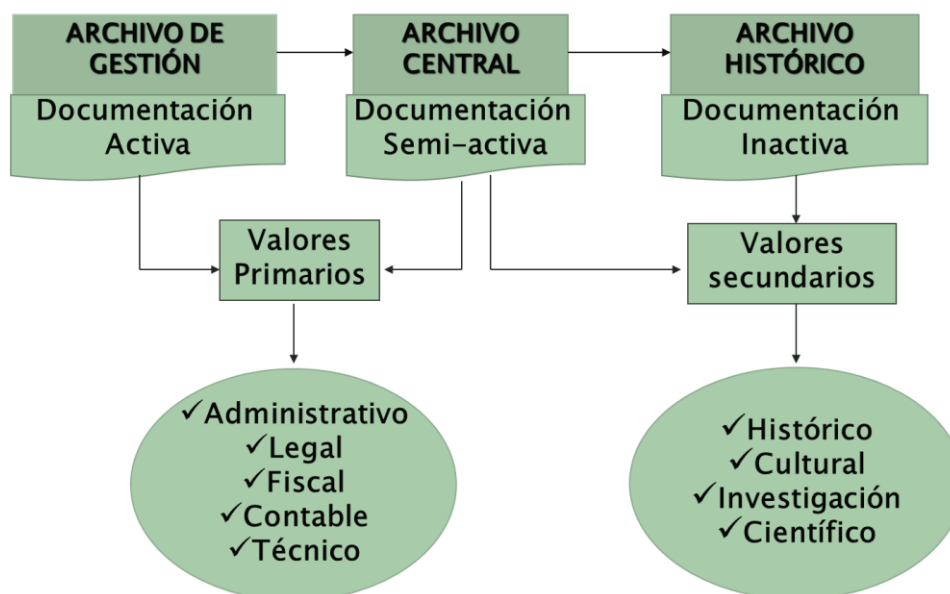 ARCHIVO DE
GESTIÓN
ARCHIVO
CENTRAL
ARCHIVO
HISTÓRICO
Documentación
Activa
Documentación
Semi-activa
Documentación
Inactiva
Valores
Primarios
Valores
secundarios
✓Administrativo
✓Legal
✓Fiscal
✓Contable
✓Técnico
✓Histórico
✓Cultural
✓Investigación
✓Científico